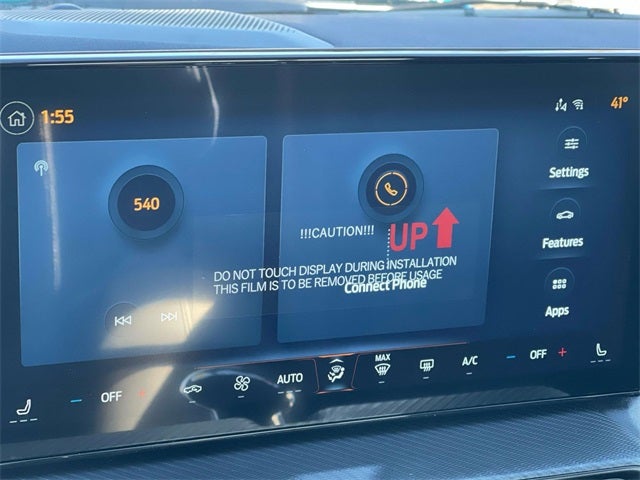 1:55
41°
540
Settings
!!!CAUTION!!!
UP
Features
DO NOT TOUCH DISPLAY DURING INSTALLATION
THIS FILM IS TO BE REMOVED BEFORE USAGE
Connect Phone
Apps
OFF
AUTO
MAX
A/C
OFF